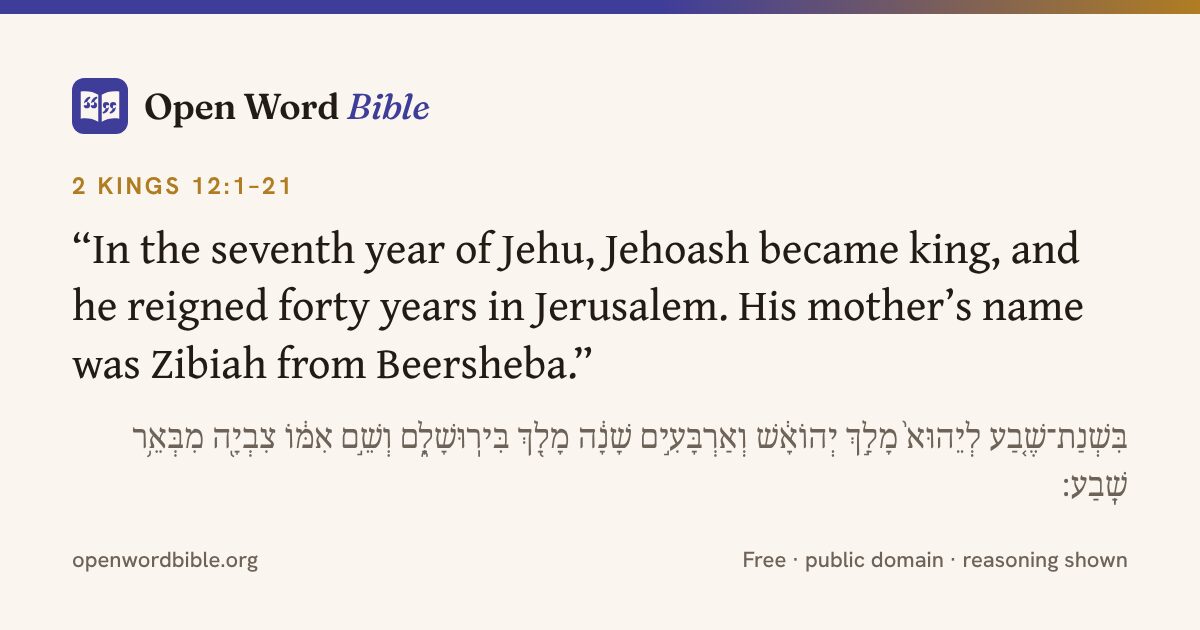 Open Word Bible
2 KINGS 12:1–21
“In the seventh year of Jehu, Jehoash became king, and
he reigned forty years in Jerusalem. His mother’s name
was Zibiah from Beersheba.”
בִּשְׁנַת־שֶׁ֤בַע לְיֵהוּא֙ מָלַ֣ךְ יְהוֹאָ֔שׁ וְאַרְבָּעִ֣ים שָׁנָ֔ה מָלַ֖ךְ בִּירֽוּשָׁלִָ֑ם וְשֵׁ֣ם אִמּ֔וֹ צִבְיָ֖ה מִבְּאֵ֥ר
שָֽׁבַע׃
openwordbible.org
Free · public domain · reasoning shown